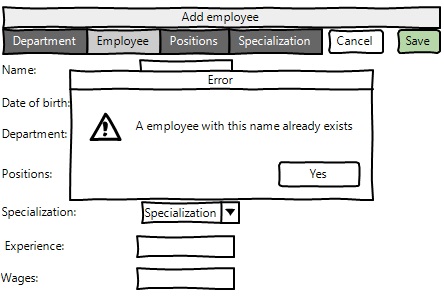 Add employee
Department Employee Positions Specialization Cancel Save
Name:
Error
Date of birth:
A employee with this name already exists
Department:
Positions:
Yes
Specialization: Specialization
Experience:
Wages: